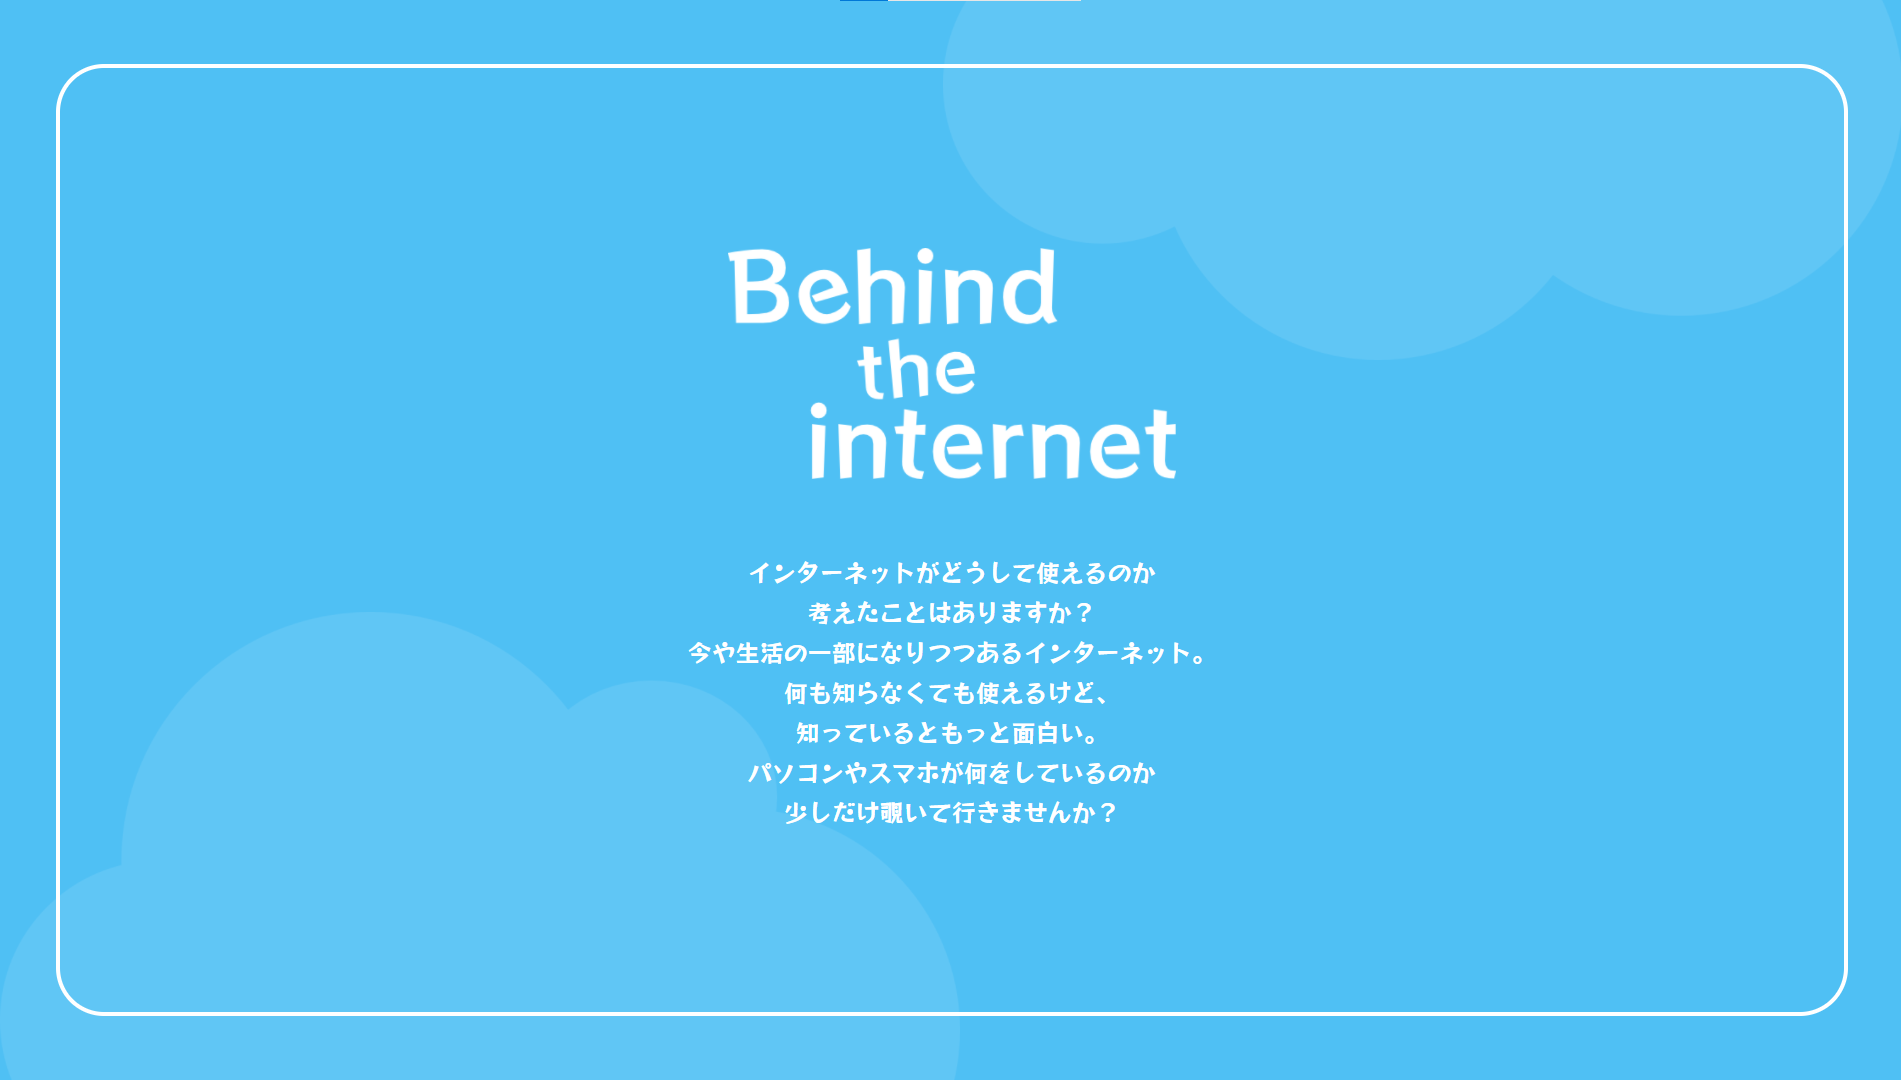 Behind
the
internet
インターネットがどうして使えるのか
考えたことはありますか？
今や生活の一部になりつつあるインターネット。
何も知らなくても使えるけど、
知っているともっと面白い。
パソコンやスマホが何をしているのか
少しだけ覗いて行きませんか？